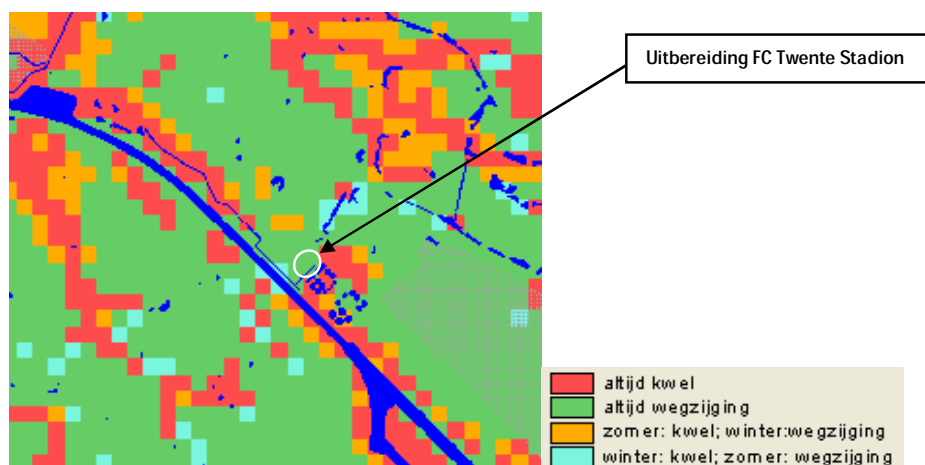 Uitbereiding FC Twente Stadion
altijd kwel
altijd wegzijging
zomer: kwel; winter:wegzijging
winter: kwel; zomer: wegzijging